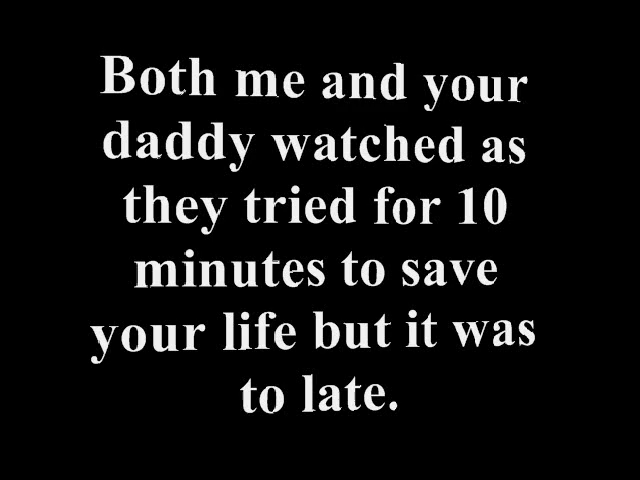 Both me and your
daddy watched as
they tried for 10
minutes to save
your life but it was
to late.